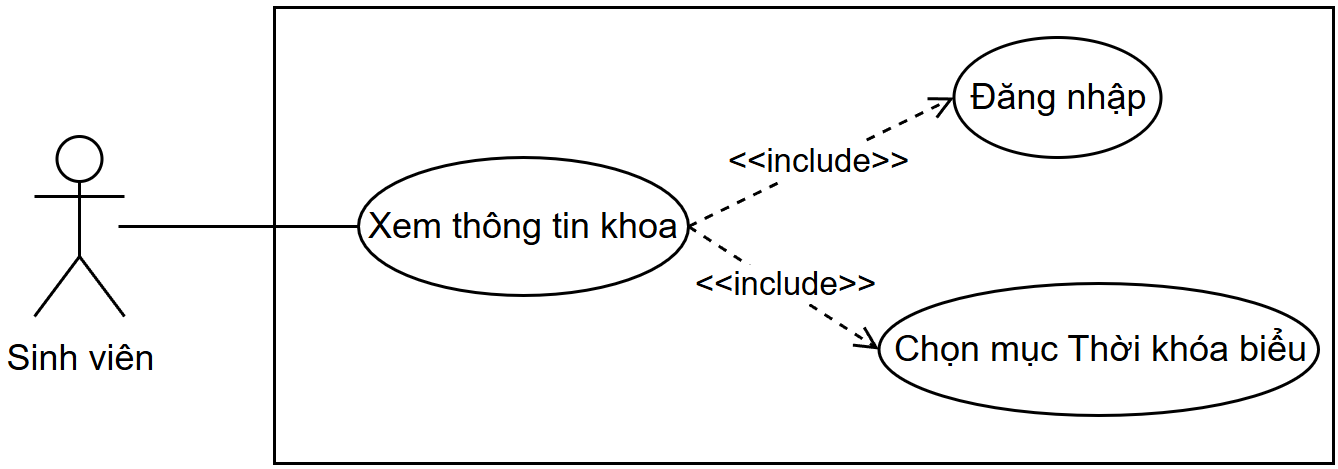 Đăng nhập
<<include>>
Xem thông tin khoa
<<include>>
Chọn mục Thời khóa biểu
Sinh viên